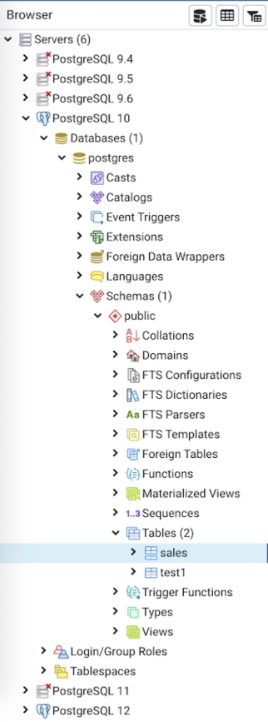 Browser
Servers (6)
PostgreSQL 9.4
PostgreSQL 9.5
PostgreSQL 9.6
PostgreSQL 10
Databases (1)
postgres
Casts
Catalogs
Event Triggers
Extensions
Foreign Data Wrappers
Languages
Schemas (1)
public
Collations
Domains
FTS Configurations
FTS Dictionaries
Aa FTS Parsers
FTS Templates
Foreign Tables
Functions
Materialized Views
1..3 Sequences
Tables (2)
sales
test1
Trigger Functions
Types
Views
Login/Group Roles
Tablespaces
PostgreSQL 11
PostgreSQL 12